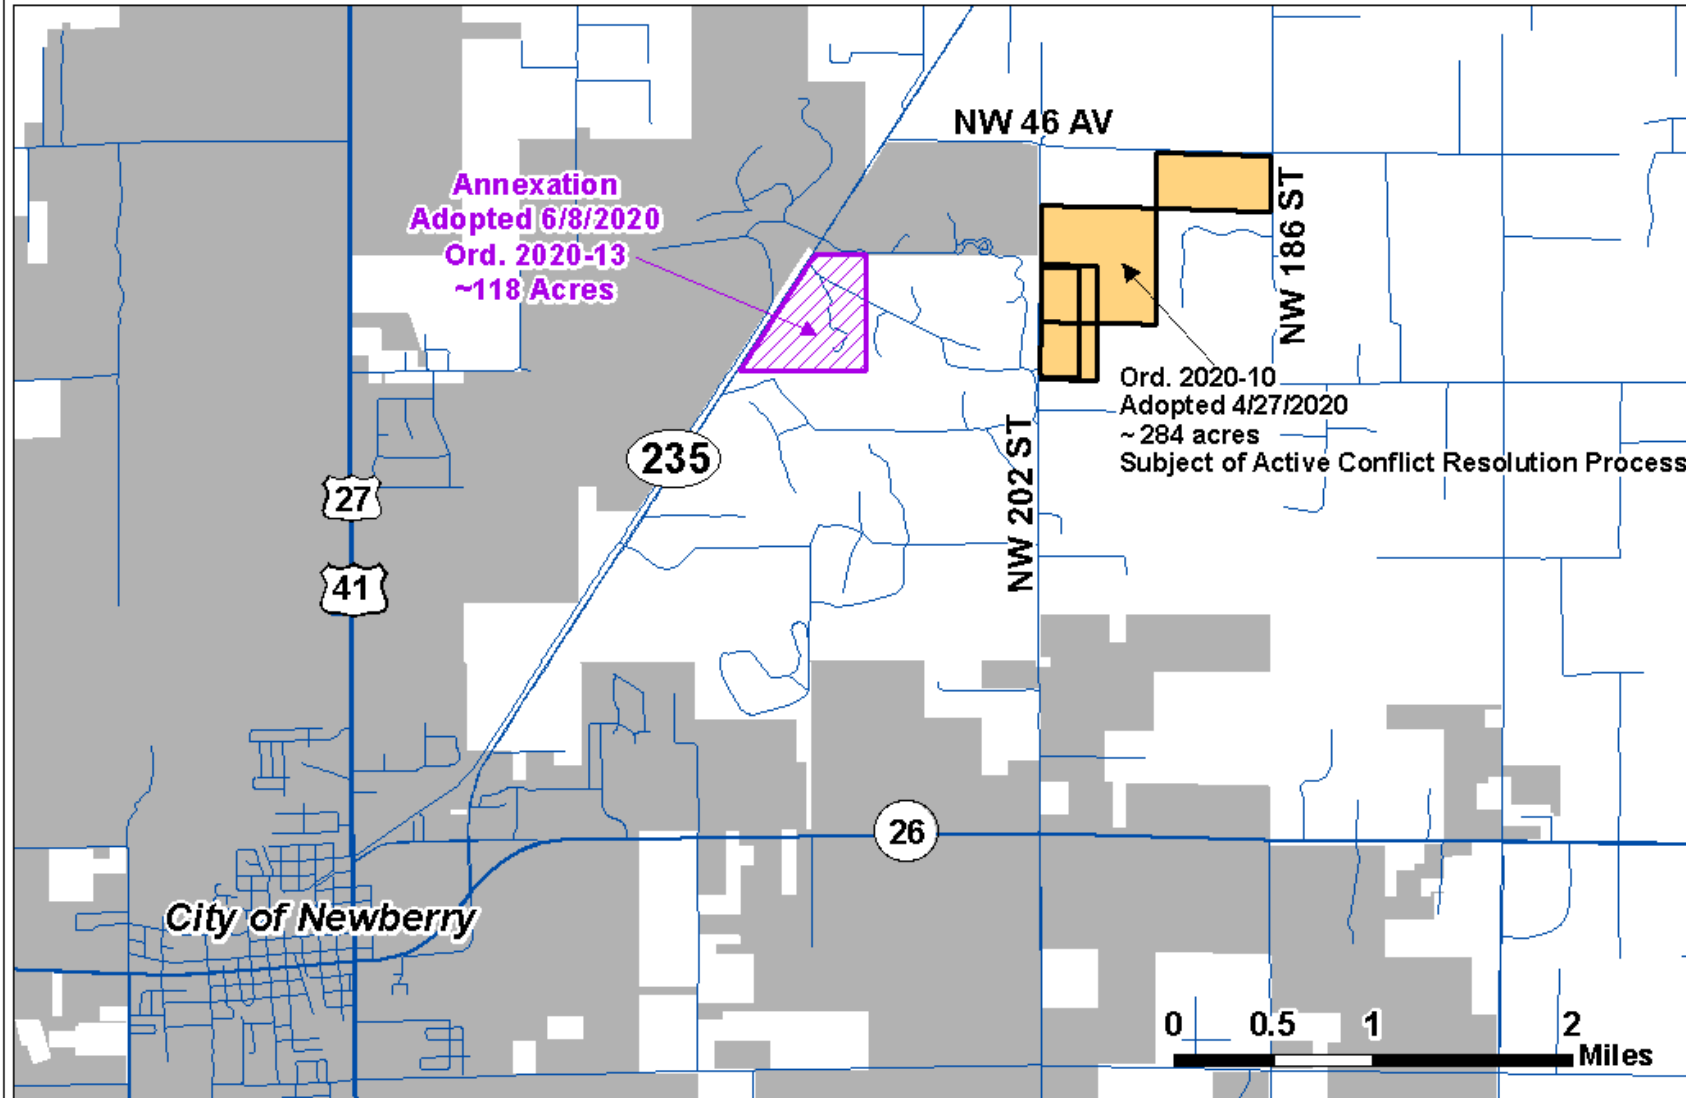 NW 46 AV
Annexation
Adopted 6/8/2020
Ord. 2020-13
~118 Acres
NW 186 ST
Ord. 2020-10
Adopted 4/27/2020
~ 284 acres
Subject of Active Conflict Resolution Process
235
NW 202 ST
27
41
26
City of Newberry
0 0.5 1 2
Miles